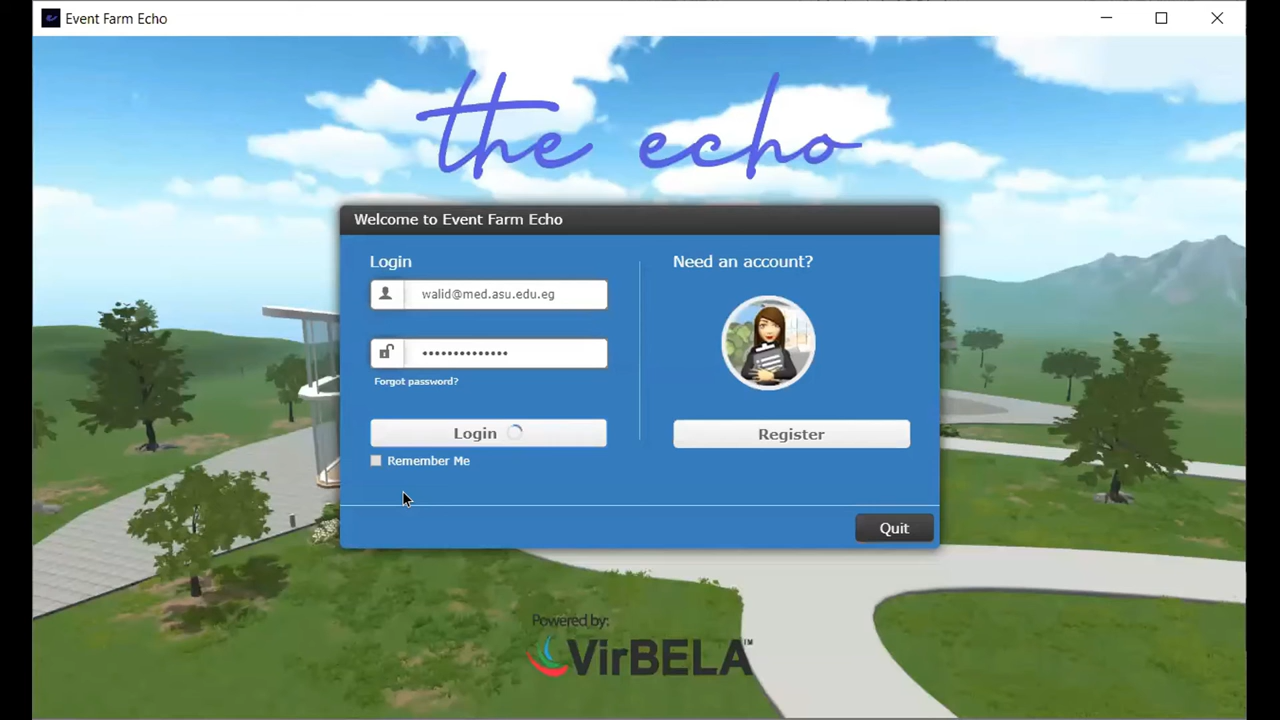 Event Farm Echo
the echo
Welcome to Event Farm Echo
Login
walid@med.asu.edu.eg
••••••••••••••
Forgot password?
Login
Remember Me
Need an account?
Register
Quit
Powered by:
VirBELA™